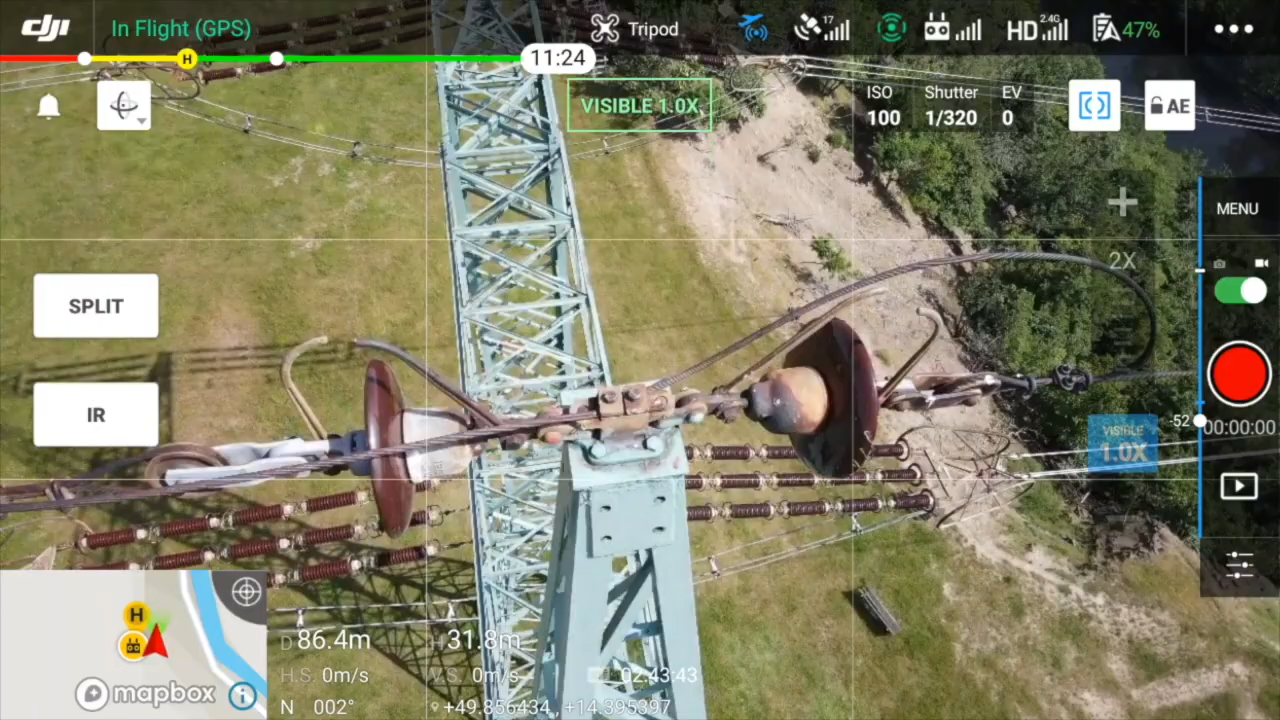 dji In Flight (GPS) Tripod 17 HD 2.4G 47%
H 11:24
VISIBLE 1.0X
ISO Shutter EV
100 1/320 0
AE
MENU
2X
SPLIT
IR
VISIBLE
1.0X
-52
00:00:00
H
D 86.4m H 31.8m
H.S. 0m/s V.S. 0m/s 02:43:43
N 002° +49.856434, +14.395397
mapbox i